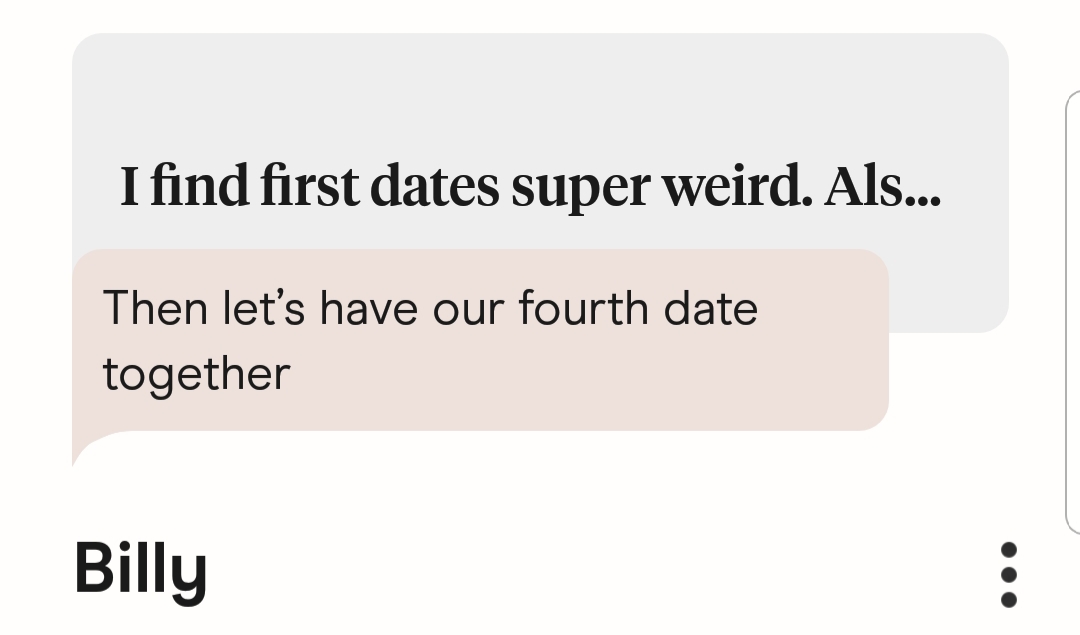 I find first dates super weird. Als...
Then let’s have our fourth date
together
Billy